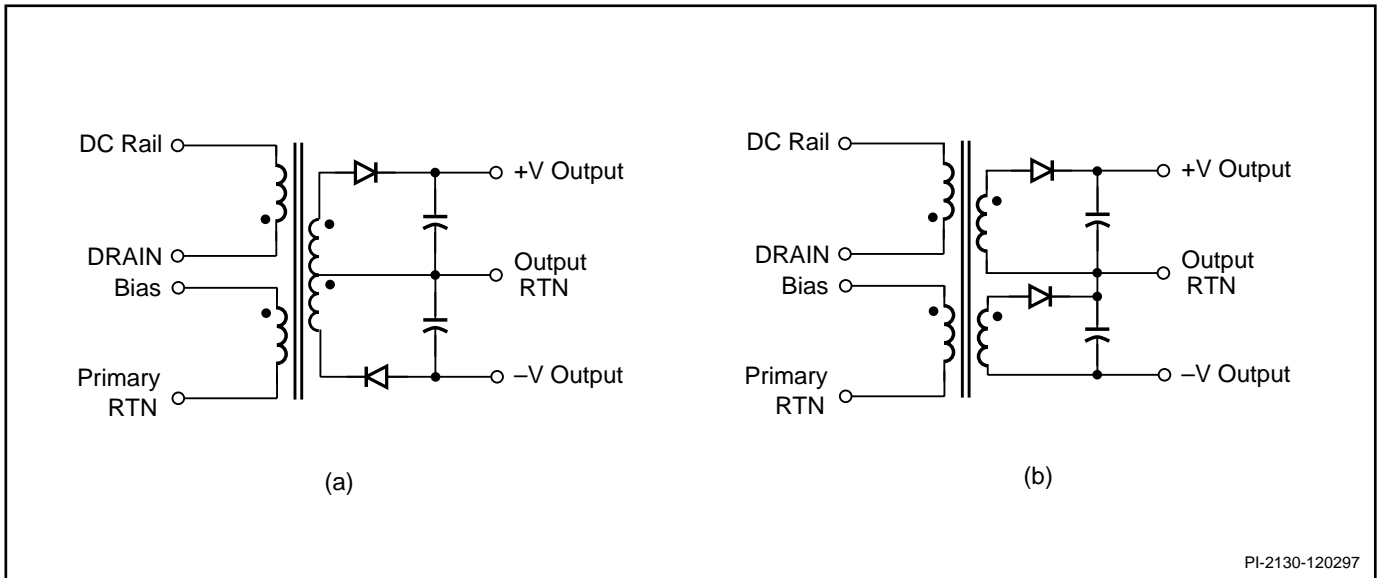 DC Rail
DRAIN
Bias
Primary
RTN
+V Output
Output
RTN
–V Output
(a)
DC Rail
DRAIN
Bias
Primary
RTN
+V Output
Output
RTN
–V Output
(b)
PI-2130-120297